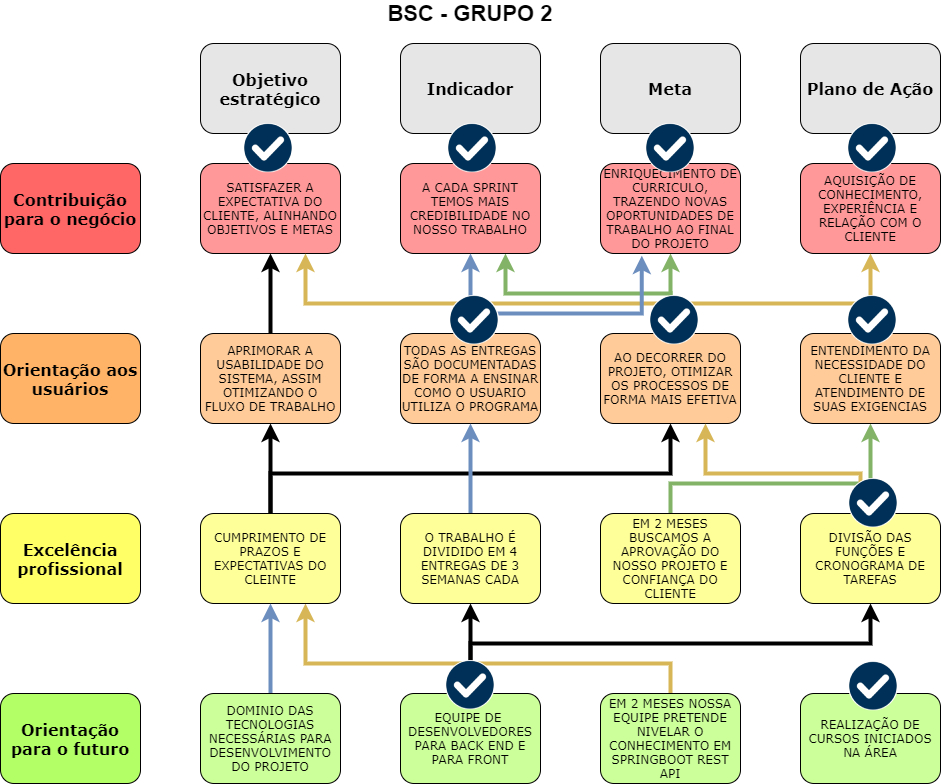 BSC - GRUPO 2
Objetivo
estratégico
Indicador
Meta
Plano de Ação
Contribuição
para o negócio
SATISFAZER A
EXPECTATIVA DO
CLIENTE, ALINHANDO
OBJETIVOS E METAS
A CADA SPRINT
TEMOS MAIS
CREDIBILIDADE NO
NOSSO TRABALHO
ENRIQUECIMENTO DE
CURRICULO,
TRAZENDO NOVAS
OPORTUNIDADES DE
TRABALHO AO FINAL
DO PROJETO
AQUISIÇÃO DE
CONHECIMENTO,
EXPERIÊNCIA E
RELAÇÃO COM O
CLIENTE
Orientação aos
usuários
APRIMORAR A
USABILIDADE DO
SISTEMA, ASSIM
OTIMIZANDO O
FLUXO DE TRABALHO
TODAS AS ENTREGAS
SÃO DOCUMENTADAS
DE FORMA A ENSINAR
COMO O USUARIO
UTILIZA O PROGRAMA
AO DECORRER DO
PROJETO, OTIMIZAR
OS PROCESSOS DE
FORMA MAIS EFETIVA
ENTENDIMENTO DA
NECESSIDADE DO
CLIENTE E
ATENDIMENTO DE
SUAS EXIGENCIAS
Excelência
profissional
CUMPRIMENTO DE
PRAZOS E
EXPECTATIVAS DO
CLEINTE
O TRABALHO É
DIVIDIDO EM 4
ENTREGAS DE 3
SEMANAS CADA
EM 2 MESES
BUSCAMOS A
APROVAÇÃO DO
NOSSO PROJETO E
CONFIANÇA DO
CLIENTE
DIVISÃO DAS
FUNÇÕES E
CRONOGRAMA DE
TAREFAS
Orientação
para o futuro
DOMINIO DAS
TECNOLOGIAS
NECESSÁRIAS PARA
DESENVOLVIMENTO
DO PROJETO
EQUIPE DE
DESENVOLVEDORES
PARA BACK END E
PARA FRONT
EM 2 MESES NOSSA
EQUIPE PRETENDE
NIVELAR O
CONHECIMENTO EM
SPRINGBOOT REST
API
REALIZAÇÃO DE
CURSOS INICIADOS
NA ÁREA